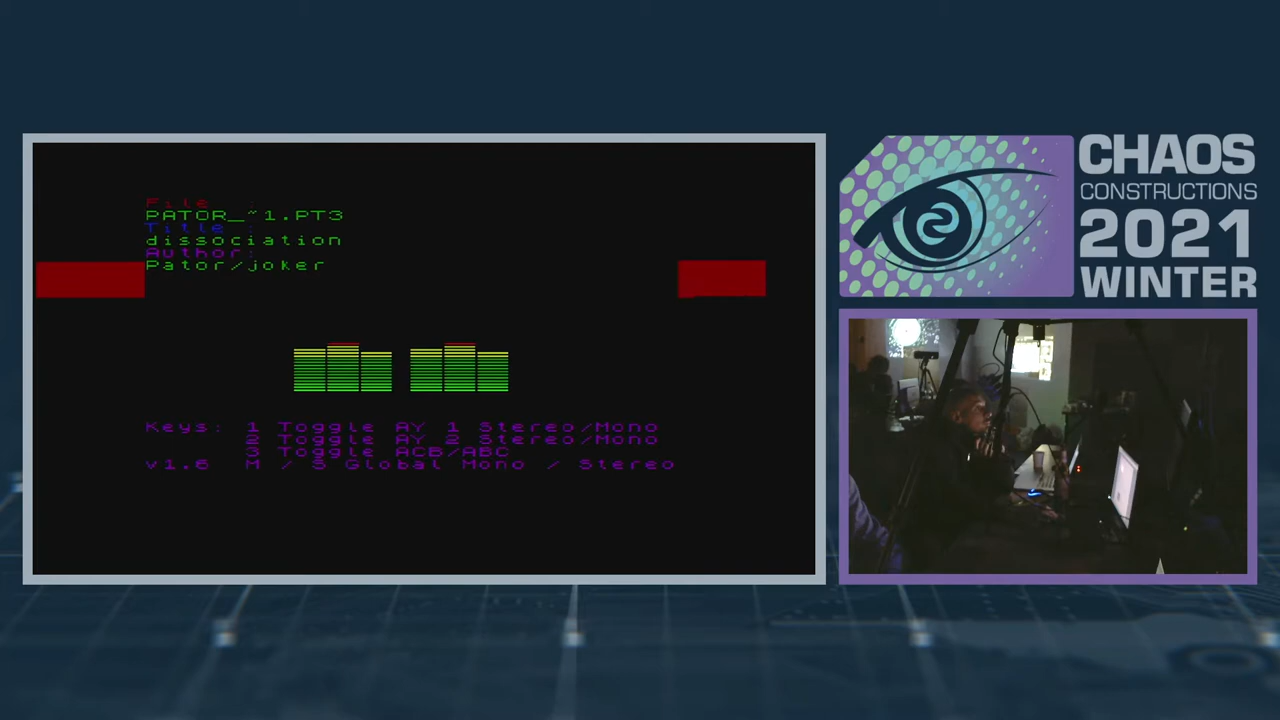 File :
PATOR_~1.PT3
Title :
dissociation
Author:
Pator/joker
Keys: 1 Toggle AY 1 Stereo/Mono
2 Toggle AY 2 Stereo/Mono
3 Toggle ACB/ABC
v1.6 M / S Global Mono / Stereo
CHAOS
CONSTRUCTIONS
2021
WINTER